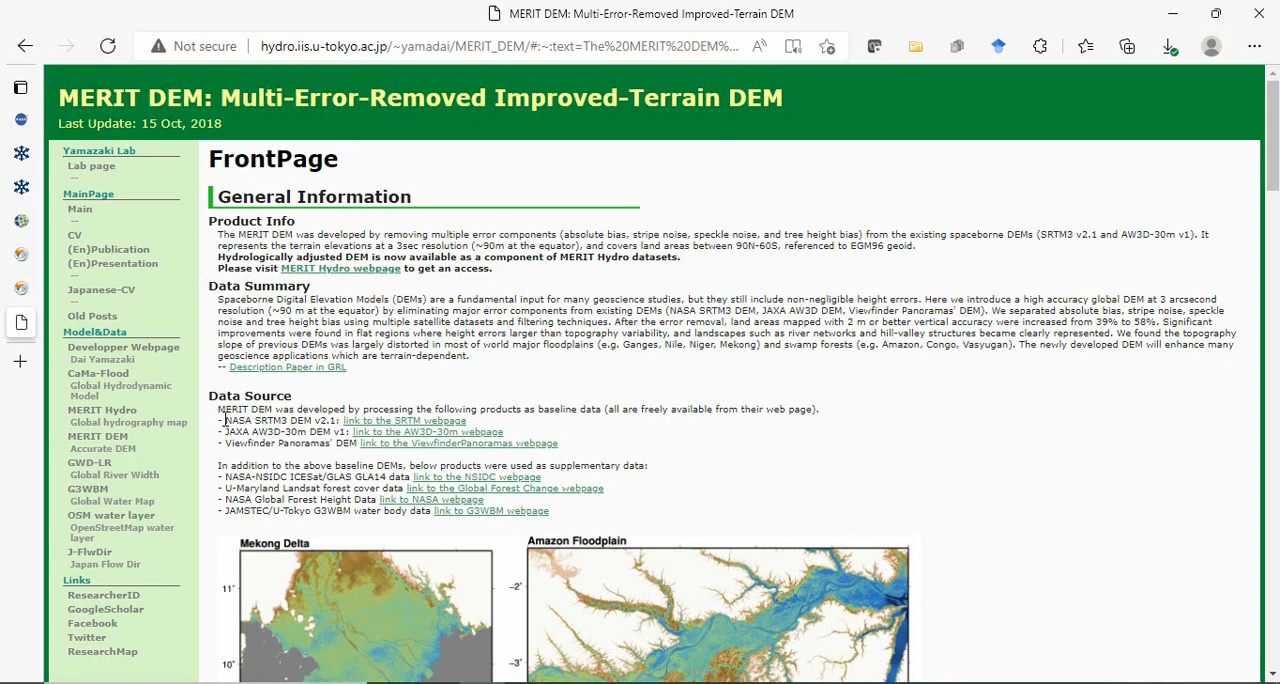 MERIT DEM: Multi-Error-Removed Improved-Terrain DEM
Not secure
hydro.iis.u-tokyo.ac.jp/~yamadai/MERIT_DEM/#:~:text=The%20MERIT%20DEM%...
MERIT DEM: Multi-Error-Removed Improved-Terrain DEM
Last Update: 15 Oct, 2018
Yamazaki Lab
Lab page
--
MainPage
Main
--
CV
(En)Publication
(En)Presentation
--
Japanese-CV
--
Old Posts
Model&Data
Developper Webpage
Dai Yamazaki
CaMa-Flood
Global Hydrodynamic
Model
MERIT Hydro
Global hydrography map
MERIT DEM
Accurate DEM
GWD-LR
Global River Width
G3WBM
Global Water Map
OSM water layer
OpenStreetMap water
layer
J-FlwDir
Japan Flow Dir
Links
ResearcherID
GoogleScholar
Facebook
Twitter
ResearchMap
FrontPage
General Information
Product Info
The MERIT DEM was developed by removing multiple error components (absolute bias, stripe noise, speckle noise, and tree height bias) from the existing spaceborne DEMs (SRTM3 v2.1 and AW3D-30m v1). It
represents the terrain elevations at a 3sec resolution (~90m at the equator), and covers land areas between 90N-60S, referenced to EGM96 geoid.
Hydrologically adjusted DEM is now available as a component of MERIT Hydro datasets.
Please visit MERIT Hydro webpage to get an access.
Data Summary
Spaceborne Digital Elevation Models (DEMs) are a fundamental input for many geoscience studies, but they still include non-negligible height errors. Here we introduce a high accuracy global DEM at 3 arcsecond
resolution (~90 m at the equator) by eliminating major error components from existing DEMs (NASA SRTM3 DEM, JAXA AW3D DEM, Viewfinder Panoramas' DEM). We separated absolute bias, stripe noise, speckle
noise and tree height bias using multiple satellite datasets and filtering techniques. After the error removal, land areas mapped with 2 m or better vertical accuracy were increased from 39% to 58%. Significant
improvements were found in flat regions where height errors larger than topography variability, and landscapes such as river networks and hill-valley structures became clearly represented. We found the topography
slope of previous DEMs was largely distorted in most of world major floodplains (e.g. Ganges, Nile, Niger, Mekong) and swamp forests (e.g. Amazon, Congo, Vasyugan). The newly developed DEM will enhance many
geoscience applications which are terrain-dependent.
-- Description Paper in GRL
Data Source
MERIT DEM was developed by processing the following products as baseline data (all are freely available from their web page).
- NASA SRTM3 DEM v2.1: link to the SRTM webpage
- JAXA AW3D-30m DEM v1: link to the AW3D-30m webpage
- Viewfinder Panoramas' DEM link to the ViewfinderPanoramas webpage
In addition to the above baseline DEMs, below products were used as supplementary data:
- NASA-NSIDC ICESat/GLAS GLA14 data link to the NSIDC webpage
- U-Maryland Landsat forest cover data link to the Global Forest Change webpage
- NASA Global Forest Height Data link to NASA webpage
- JAMSTEC/U-Tokyo G3WBM water body data link to G3WBM webpage
Mekong Delta
11°
10°
Amazon Floodplain
-2°
-3°